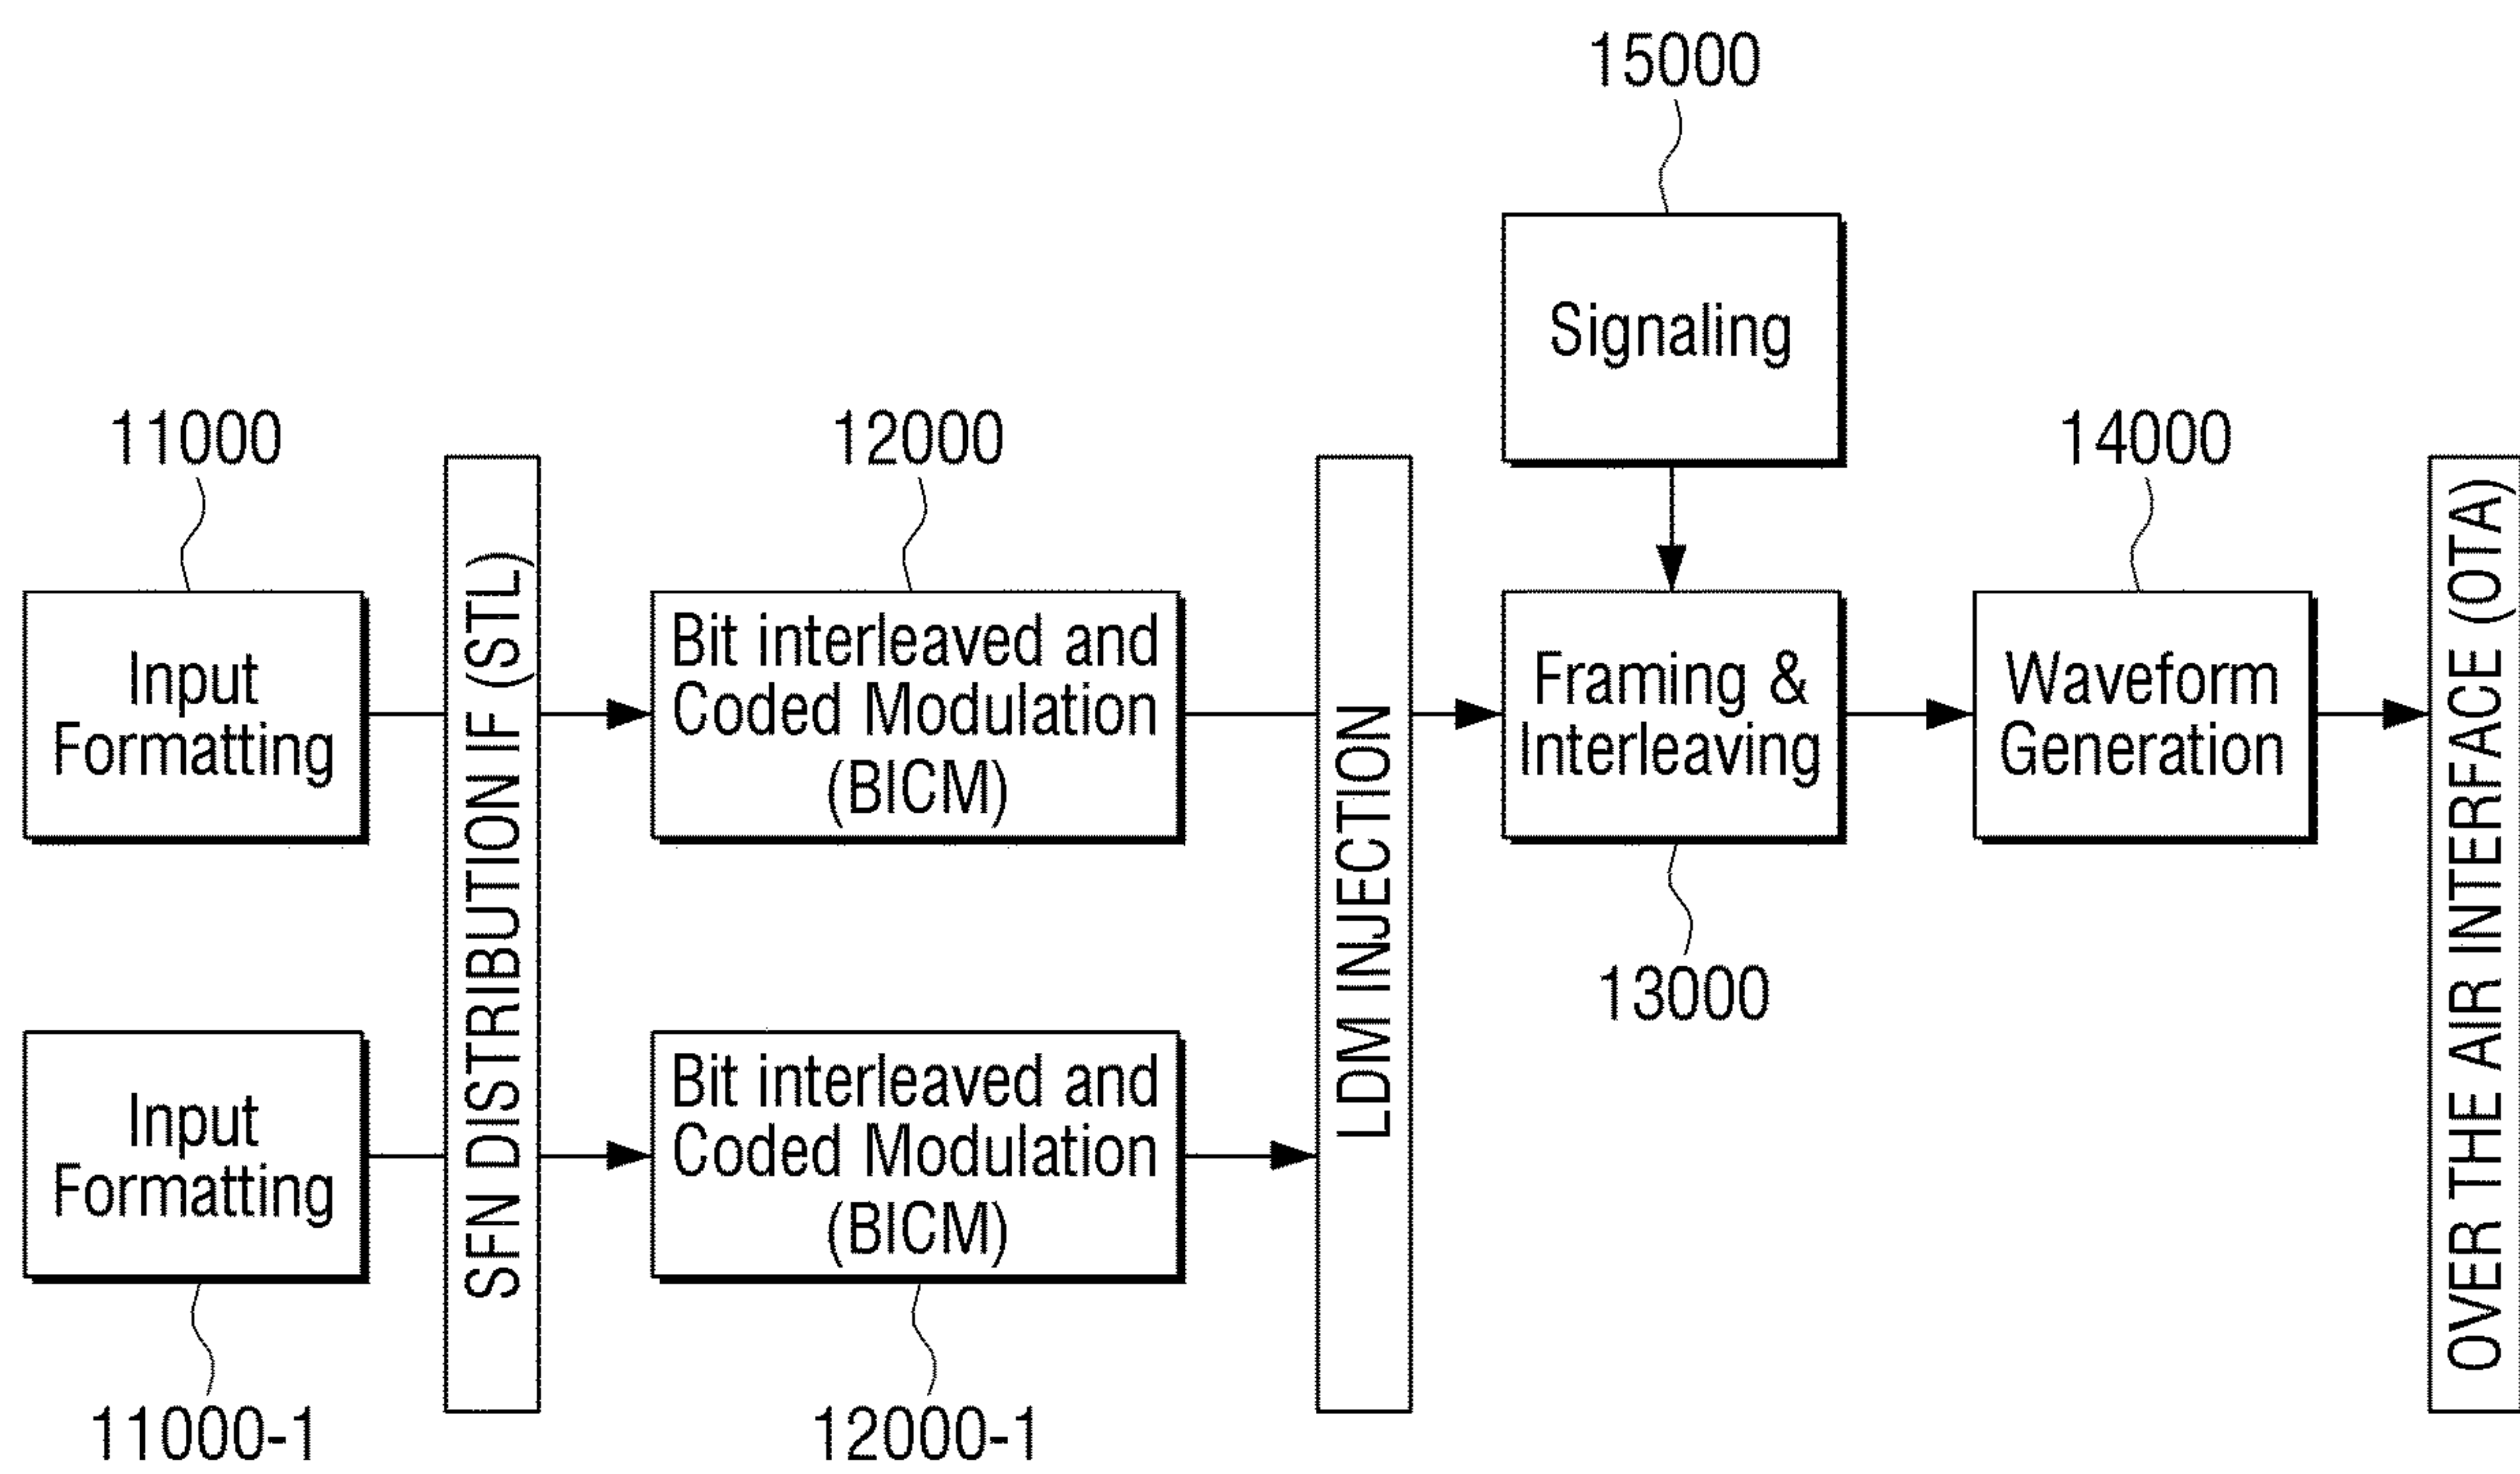 15000
Signaling
11000
12000
14000
Input
Formatting
SFN DISTRIBUTION IF (STL)
Bit interleaved and
Coded Modulation
(BICM)
LDM INJECTION
Framing &
Interleaving
Waveform
Generation
OVER THE AIR INTERFACE (OTA)
13000
Input
Formatting
Bit interleaved and
Coded Modulation
(BICM)
11000-1
12000-1